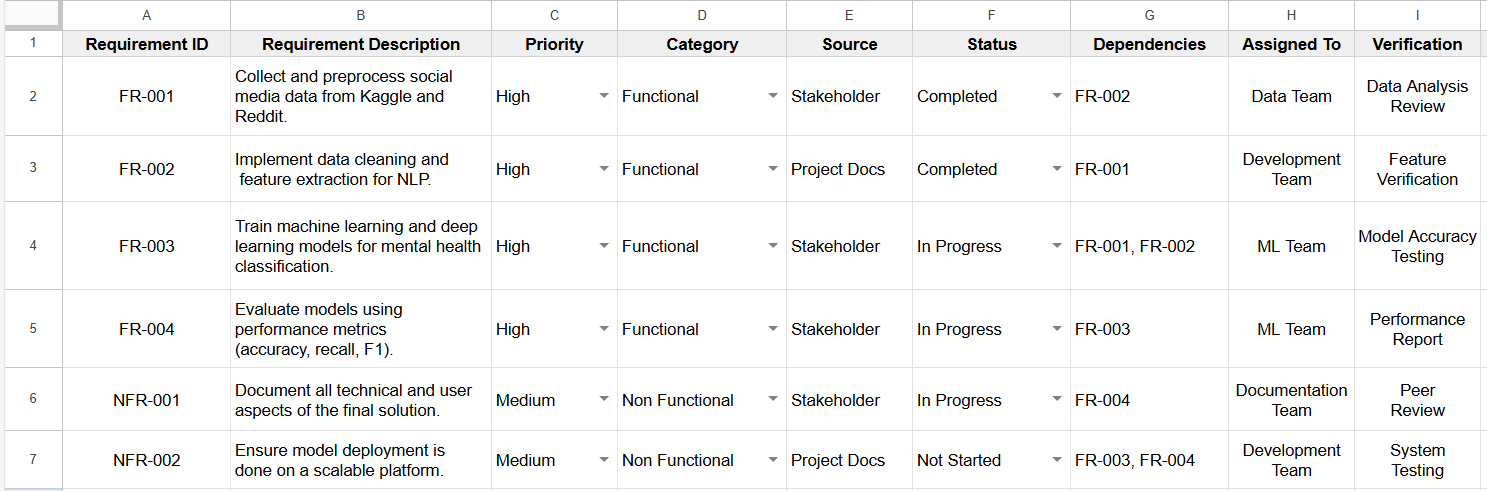 A B C D E F G H I
1 Requirement ID Requirement Description Priority Category Source Status Dependencies Assigned To Verification
Collect and preprocess social
media data from Kaggle and
Reddit.
2 FR-001 High Functional Stakeholder Completed FR-002 Data Team
Data Analysis
Review
Implement data cleaning and
feature extraction for NLP.
3 FR-002 High Functional Project Docs Completed FR-001
Development
Team
Feature
Verification
Train machine learning and deep
learning models for mental health
classification.
4 FR-003 High Functional Stakeholder In Progress FR-001, FR-002 ML Team
Model Accuracy
Testing
Evaluate models using
performance metrics
(accuracy, recall, F1).
5 FR-004 High Functional Stakeholder In Progress FR-003 ML Team
Performance
Report
Document all technical and user
aspects of the final solution.
6 NFR-001 Medium Non Functional Stakeholder In Progress FR-004
Documentation
Team
Peer
Review
Ensure model deployment is
done on a scalable platform.
7 NFR-002 Medium Non Functional Project Docs Not Started FR-003, FR-004
Development
Team
System
Testing